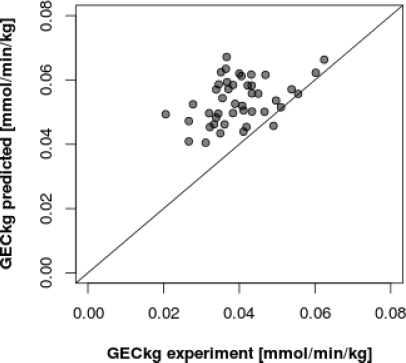 GECkg predicted [mmol/min/kg]
0.08
0.06
0.04
0.02
0.00
0.00 0.02 0.04 0.06 0.08
GECkg experiment [mmol/min/kg]